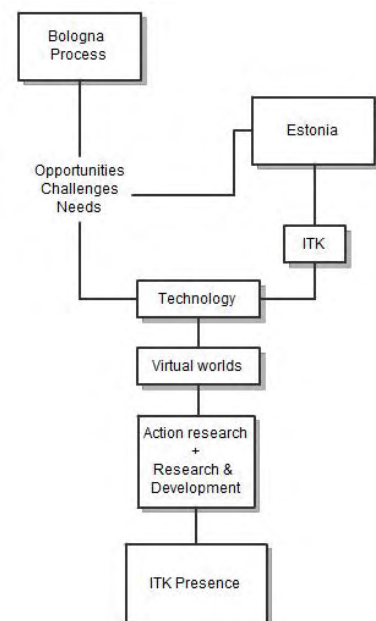 Bologna
Process
Estonia
Opportunities
Challenges
Needs
ITK
Technology
Virtual worlds
Action research
+
Research &
Development
ITK Presence